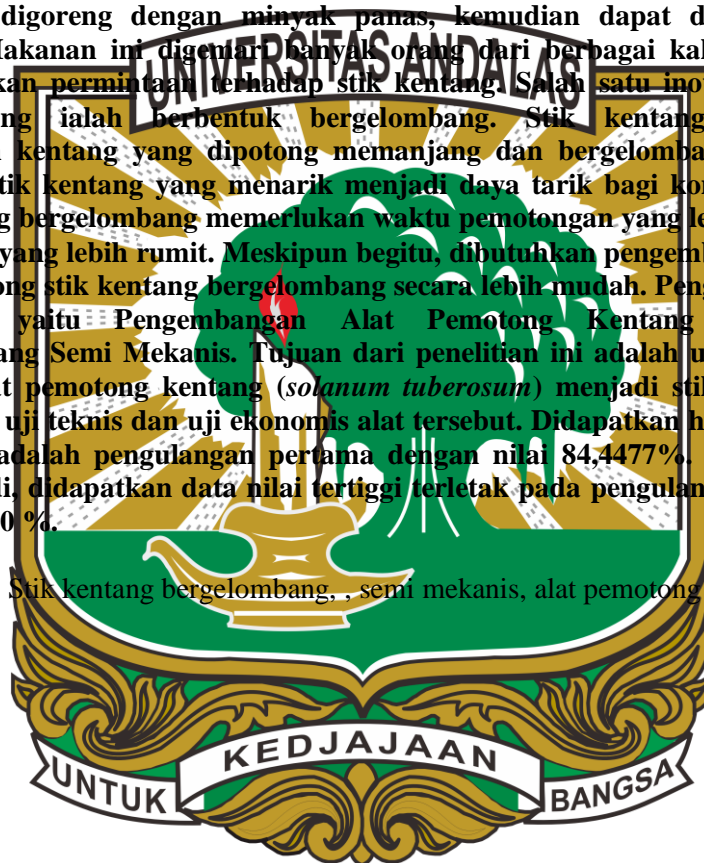 digoreng dengan minyak panas, kemudian dapat d
Makanan ini digemari banyak orang dari berbagai kal
UNIVERSITAS ANDALAS
kan permintaan terhadap stik kentang. Salah satu ino
ng ialah berbentuk bergelombang. Stik kentang
kentang yang dipotong memanjang dan bergelomba
tik kentang yang menarik menjadi daya tarik bagi kon
g bergelombang memerlukan waktu pemotongan yang le
yang lebih rumit. Meskipun begitu, dibutuhkan pengemb
ong stik kentang bergelombang secara lebih mudah. Peng
yaitu Pengembangan Alat Pemotong Kentang
ang Semi Mekanis. Tujuan dari penelitian ini adalah u
at pemotong kentang (solanum tuberosum) menjadi stil
uji teknis dan uji ekonomis alat tersebut. Didapatkan h
adalah pengulangan pertama dengan nilai 84,4477%.
di, didapatkan data nilai tertinggi terletak pada pengulan
0 %.
Stik kentang bergelombang, , semi mekanis, alat pemotong
UNTUK KEDJAJAAN BANGSA